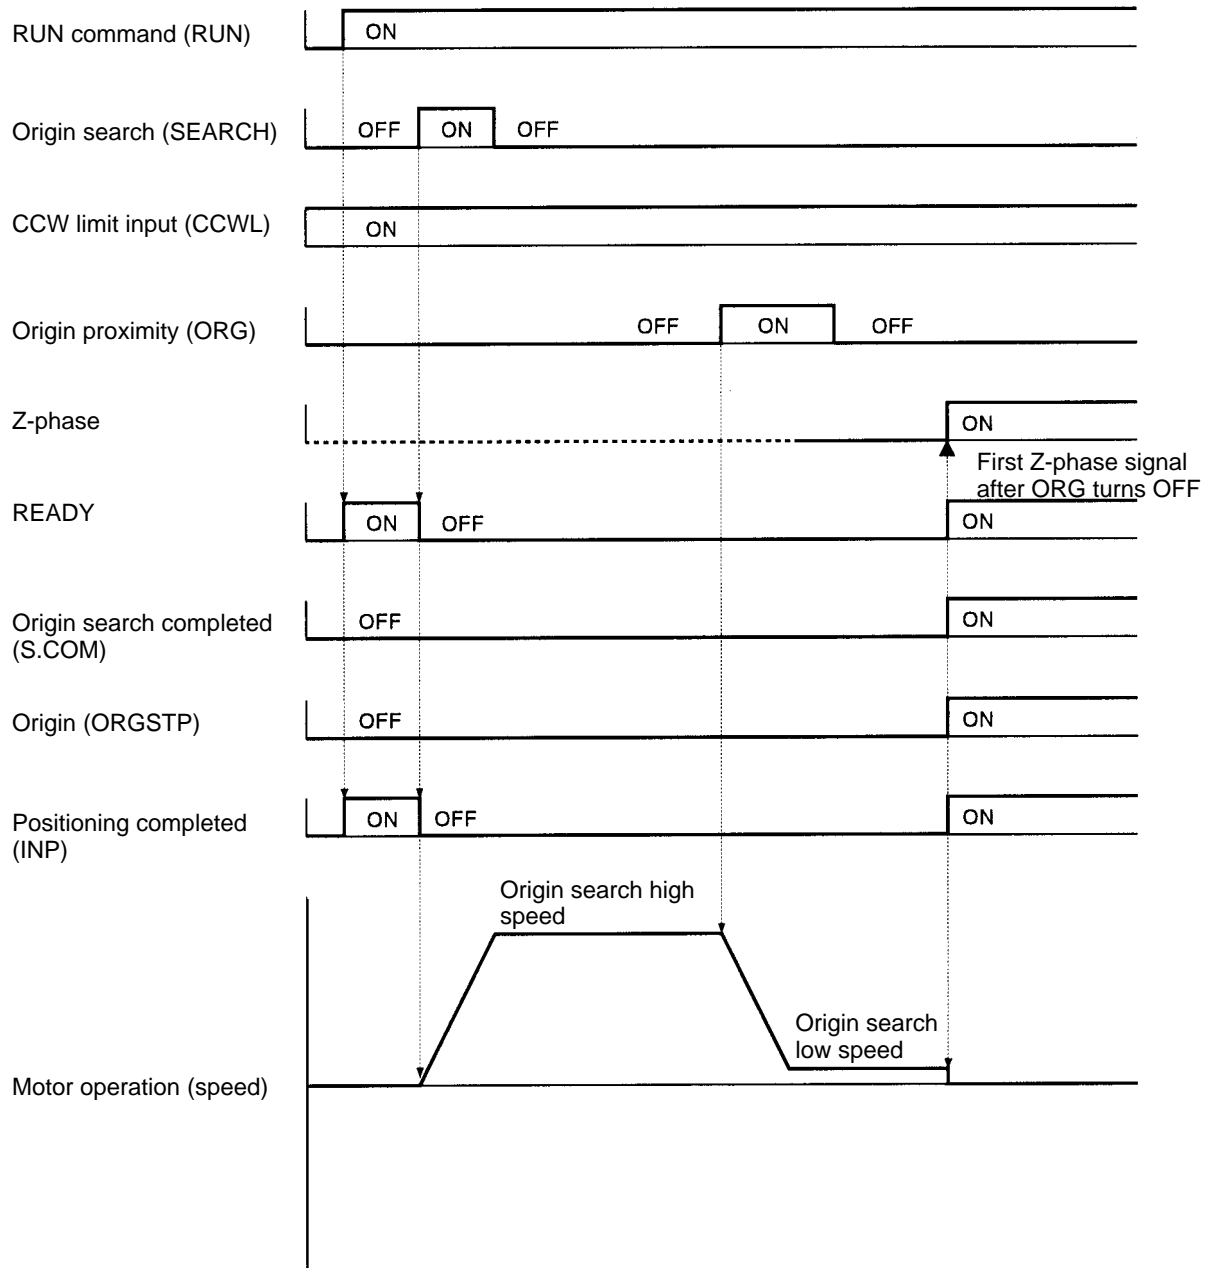 RUN command (RUN)
ON
Origin search (SEARCH)
OFF ON OFF
CCW limit input (CCWL)
ON
Origin proximity (ORG)
OFF ON OFF
Z-phase
ON
First Z-phase signal
after ORG turns OFF
READY
ON OFF ON
Origin search completed
(S.COM)
OFF ON
Origin (ORGSTP)
OFF ON
Positioning completed
(INP)
ON OFF ON
Origin search high
speed
Origin search
low speed
Motor operation (speed)